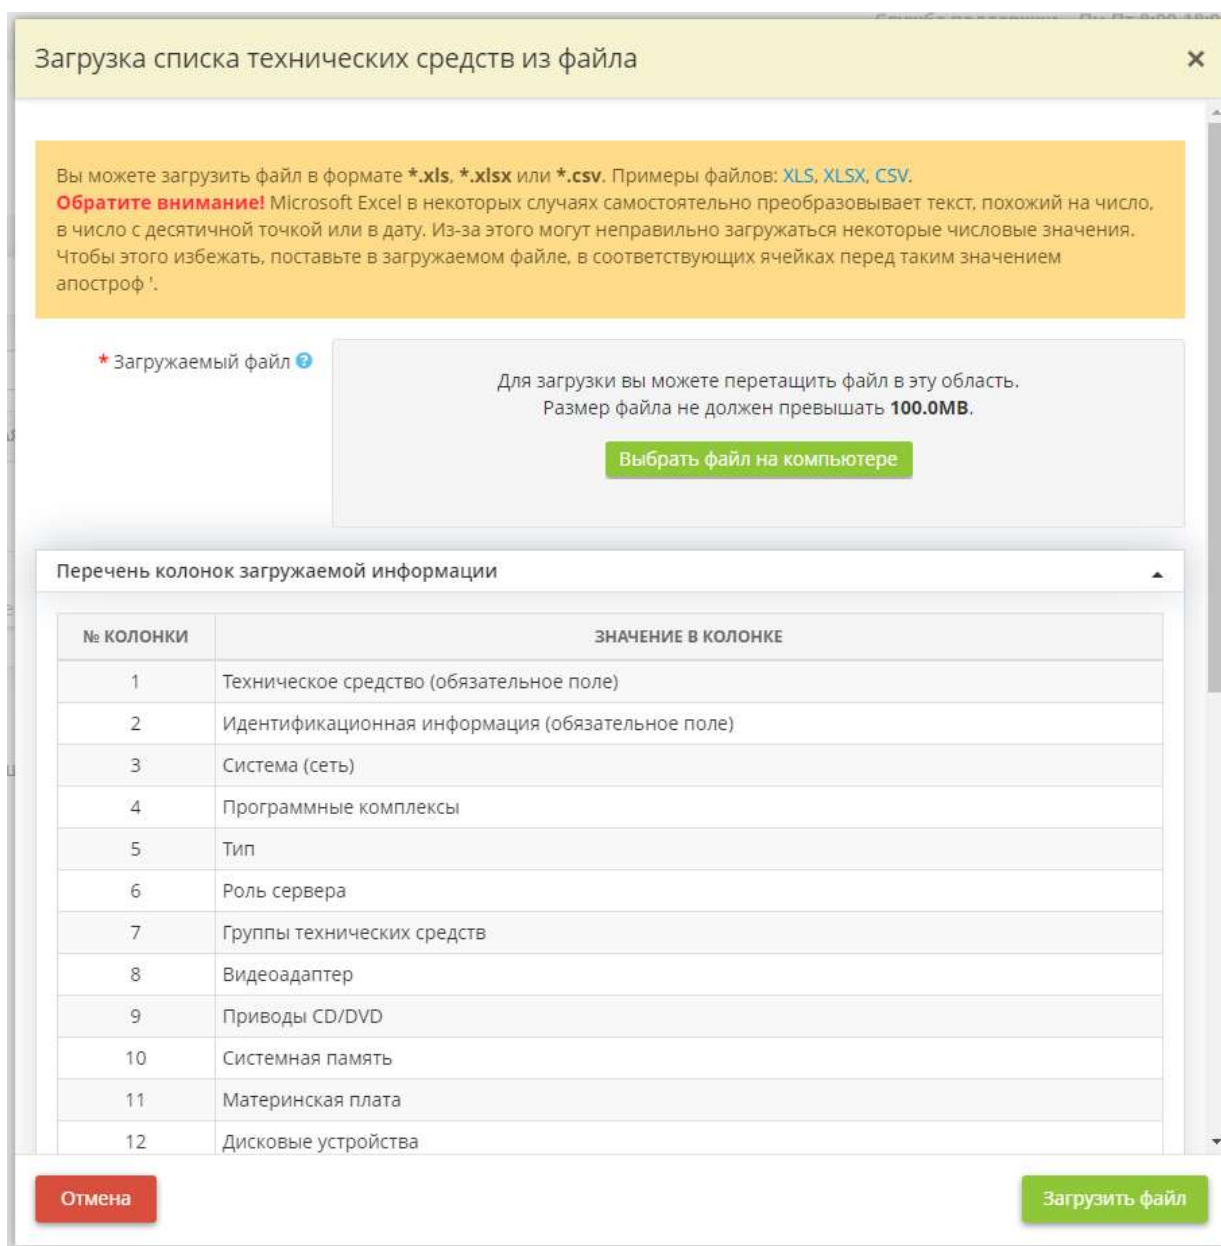 Загрузка списка технических средств из файла ×
Вы можете загрузить файл в формате *.xls, *.xlsx или *.csv. Примеры файлов: XLS, XLSX, CSV.
Обратите внимание! Microsoft Excel в некоторых случаях самостоятельно преобразовывает текст, похожий на число,
в число с десятичной точкой или в дату. Из-за этого могут неправильно загружаться некоторые числовые значения.
Чтобы этого избежать, поставьте в загружаемом файле, в соответствующих ячейках перед таким значением
апостроф '.
* Загружаемый файл ?
Для загрузки вы можете перетащить файл в эту область.
Размер файла не должен превышать 100.0MB.
Выбрать файл на компьютере
Перечень колонок загружаемой информации
№ КОЛОНКИ ЗНАЧЕНИЕ В КОЛОНКЕ
1 Техническое средство (обязательное поле)
2 Идентификационная информация (обязательное поле)
3 Система (сеть)
4 Программные комплексы
5 Тип
6 Роль сервера
7 Группы технических средств
8 Видеоадаптер
9 Приводы CD/DVD
10 Системная память
11 Материнская плата
12 Дисковые устройства
Отмена Загрузить файл